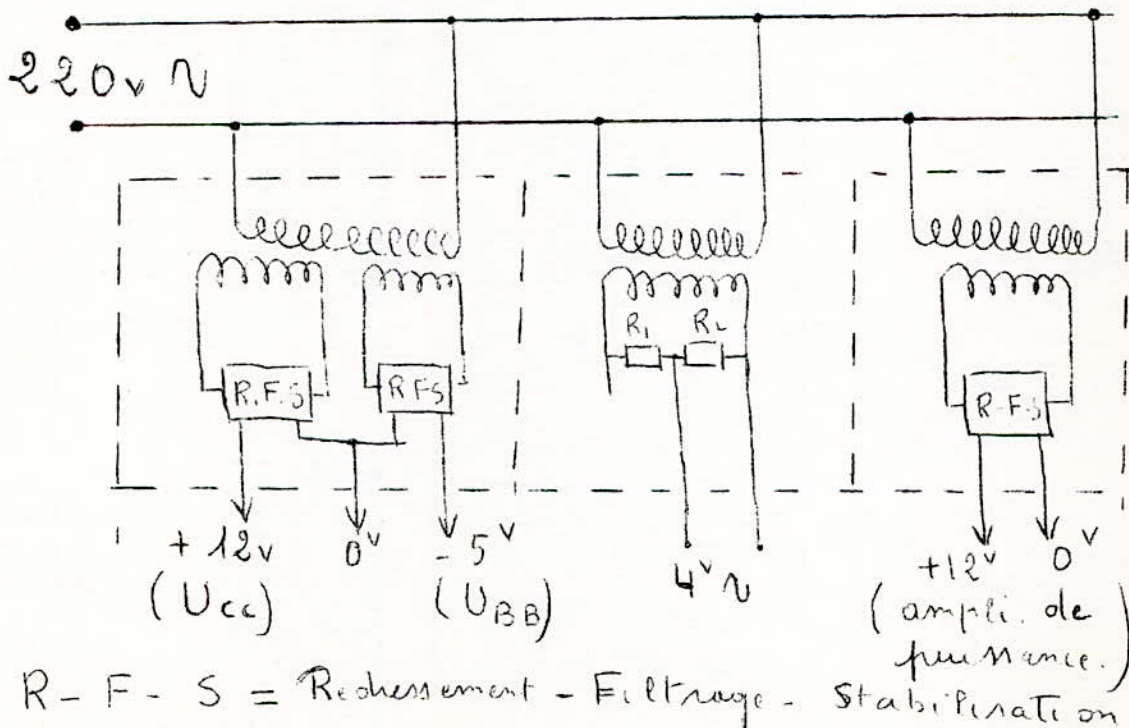 220v ~
R₁ R₂
R.F.S RFS R-F-S
+12v 0v -5v 4v ~ +12v 0v
(Ucc) (UBB) (ampli. de
puissance.)
R-F-S = Redressement - Filtrage - Stabilisation